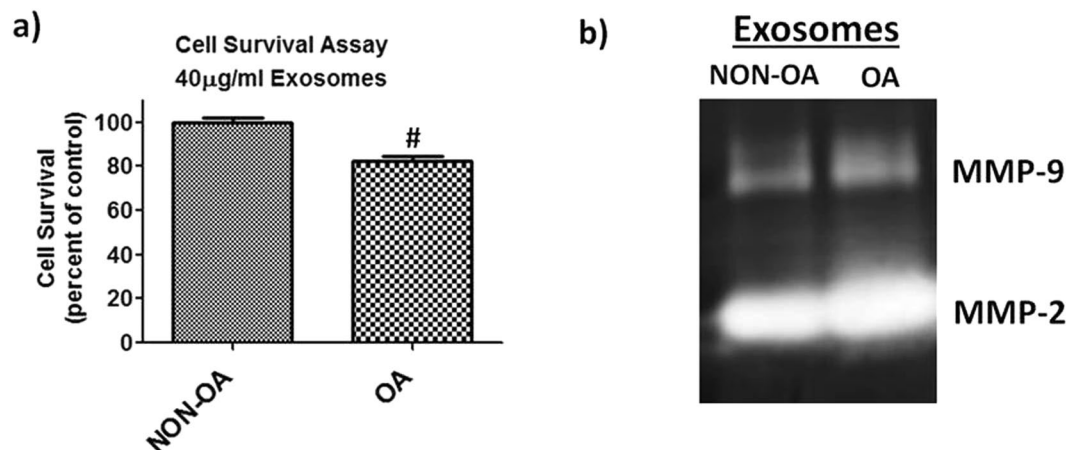 a)
Cell Survival Assay
40μg/ml Exosomes
Cell Survival
(percent of control)
100
80
60
40
20
0
#
NON-OA
OA
b)
Exosomes
NON-OA OA
MMP-9
MMP-2